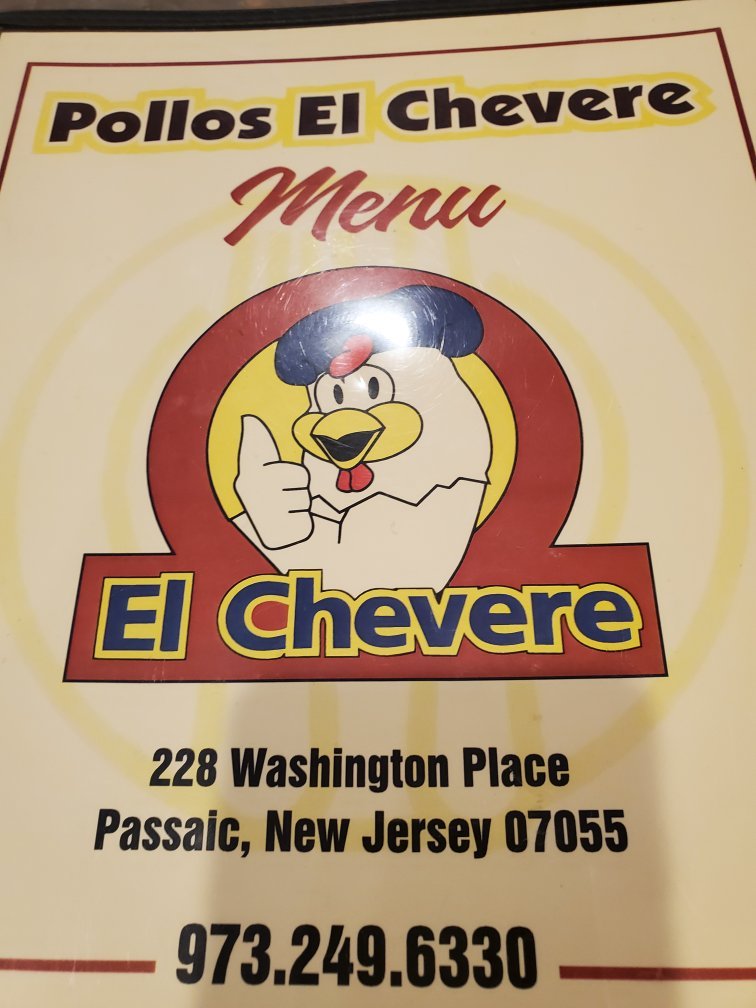 Pollos El Chevere
Menu
El Chevere
228 Washington Place
Passaic, New Jersey 07055
973.249.6330